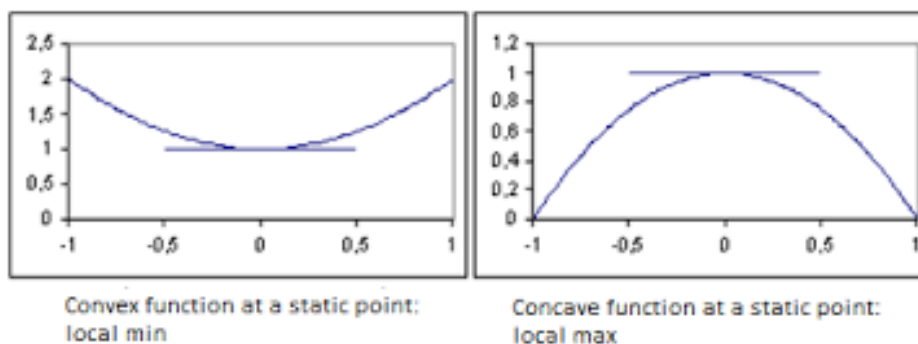 2,5
2
1,5
1
0,5
0
-1 -0,5 0 0,5 1
1,2
1
0,8
0,6
0,4
0,2
0
-1 -0,5 0 0,5 1
Convex function at a static point:
local min
Concave function at a static point:
local max